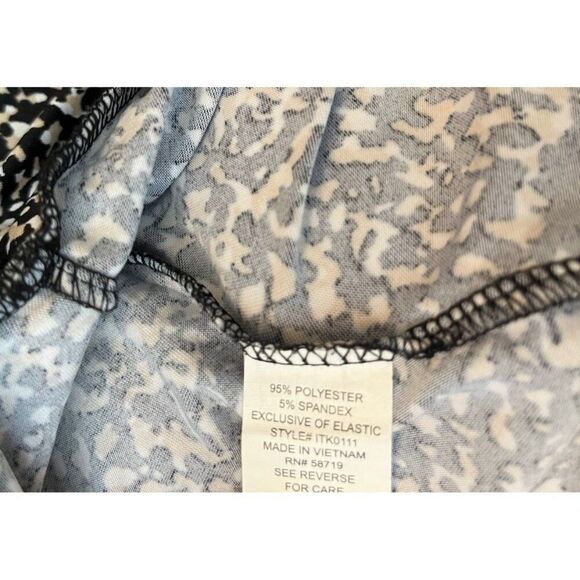 95% POLYESTER
5% SPANDEX
EXCLUSIVE OF ELASTIC
STYLE# ITK0111
MADE IN VIETNAM
RN# 58719
SEE REVERSE
FOR CARE